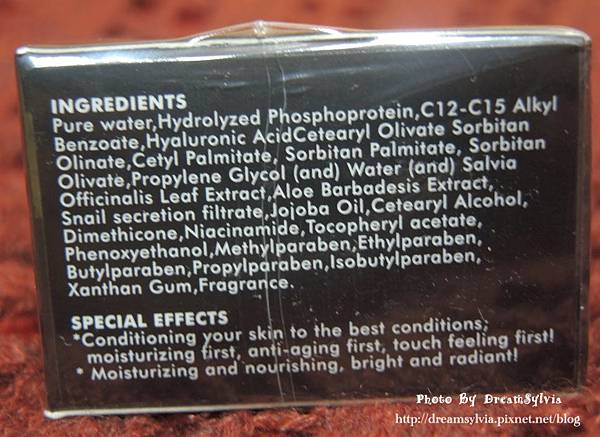 INGREDIENTS
Pure water,Hydrolyzed Phosphoprotein,C12-C15 Alkyl
Benzoate,Hyaluronic AcidCetearyl Olivate Sorbitan
Olinate,Cetyl Palmitate, Sorbitan Palmitate, Sorbitan
Olivate,Propylene Glycol (and) Water (and) Salvia
Officinalis Leaf Extract,Aloe Barbadesis Extract,
Snail secretion filtrate,Jojoba Oil,Cetearyl Alcohol,
Dimethicone,Niacinamide,Tocopheryl acetate,
Phenoxyethanol,Methylparaben,Ethylparaben,
Butylparaben,Propylparaben,Isobutylparaben,
Xanthan Gum,Fragrance.
SPECIAL EFFECTS
*Conditioning your skin to the best conditions;
moisturizing first, anti-aging first, touch feeling first!
* Moisturizing and nourishing, bright and radiant!
Photo By DreamSylvia
http://dreamsylvia.pixnet.net/blog